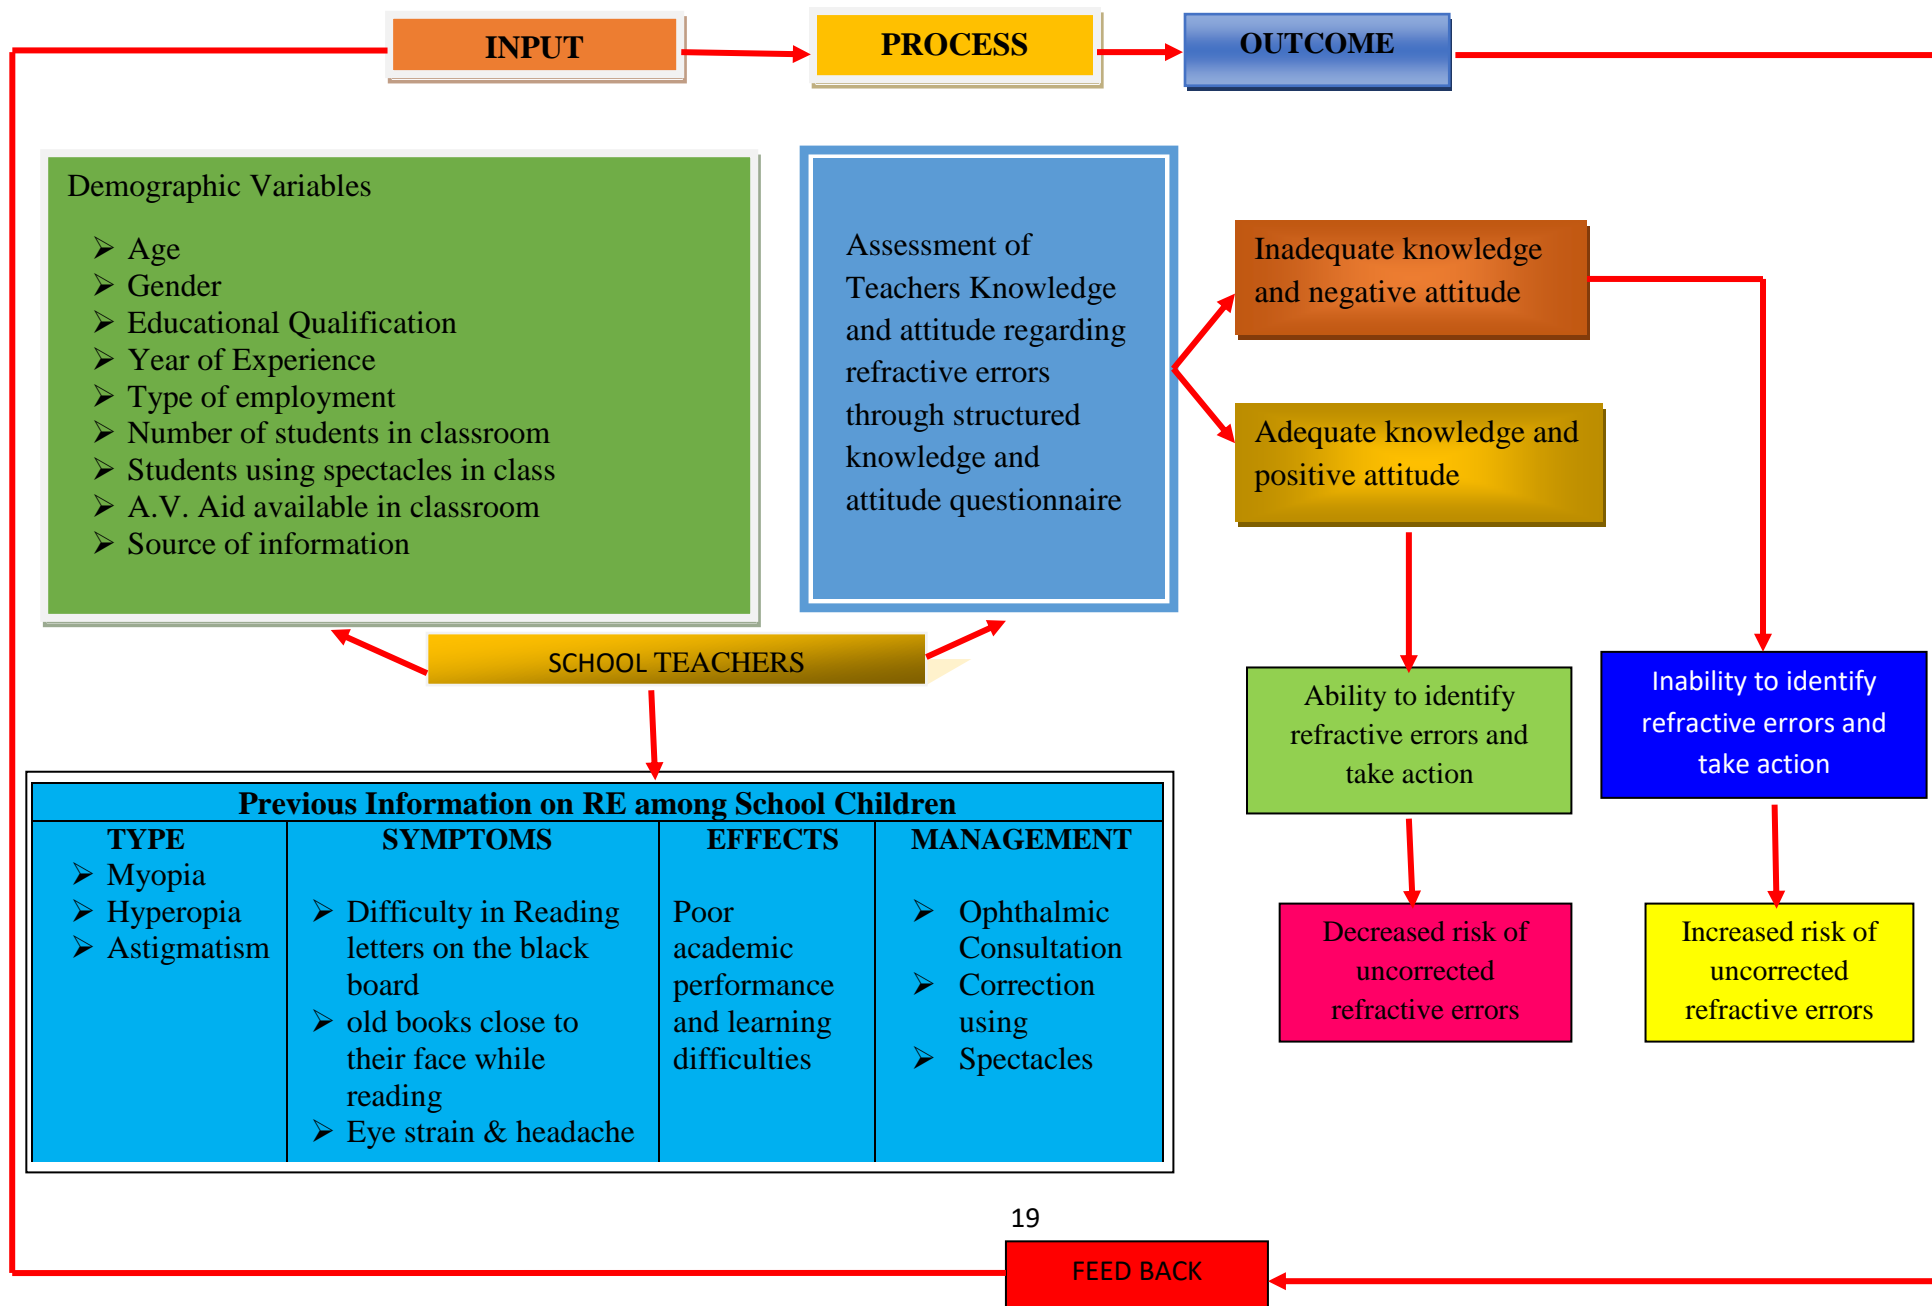 INPUT
PROCESS
OUTCOME
Demographic Variables
➢ Age
➢ Gender
➢ Educational Qualification
➢ Year of Experience
➢ Type of employment
➢ Number of students in classroom
➢ Students using spectacles in class
➢ A.V. Aid available in classroom
➢ Source of information
Assessment of
Teachers Knowledge
and attitude regarding
refractive errors
through structured
knowledge and
attitude questionnaire
Inadequate knowledge
and negative attitude
Adequate knowledge and
positive attitude
SCHOOL TEACHERS
Ability to identify
refractive errors and
take action
Inability to identify
refractive errors and
take action
Previous Information on RE among School Children
TYPE
➢ Myopia
➢ Hyperopia
➢ Astigmatism
SYMPTOMS
➢ Difficulty in Reading
letters on the black
board
➢ old books close to
their face while
reading
➢ Eye strain & headache
EFFECTS
Poor
academic
performance
and learning
difficulties
MANAGEMENT
➢ Ophthalmic
Consultation
➢ Correction
using
➢ Spectacles
Decreased risk of
uncorrected
refractive errors
Increased risk of
uncorrected
refractive errors
19
FEED BACK